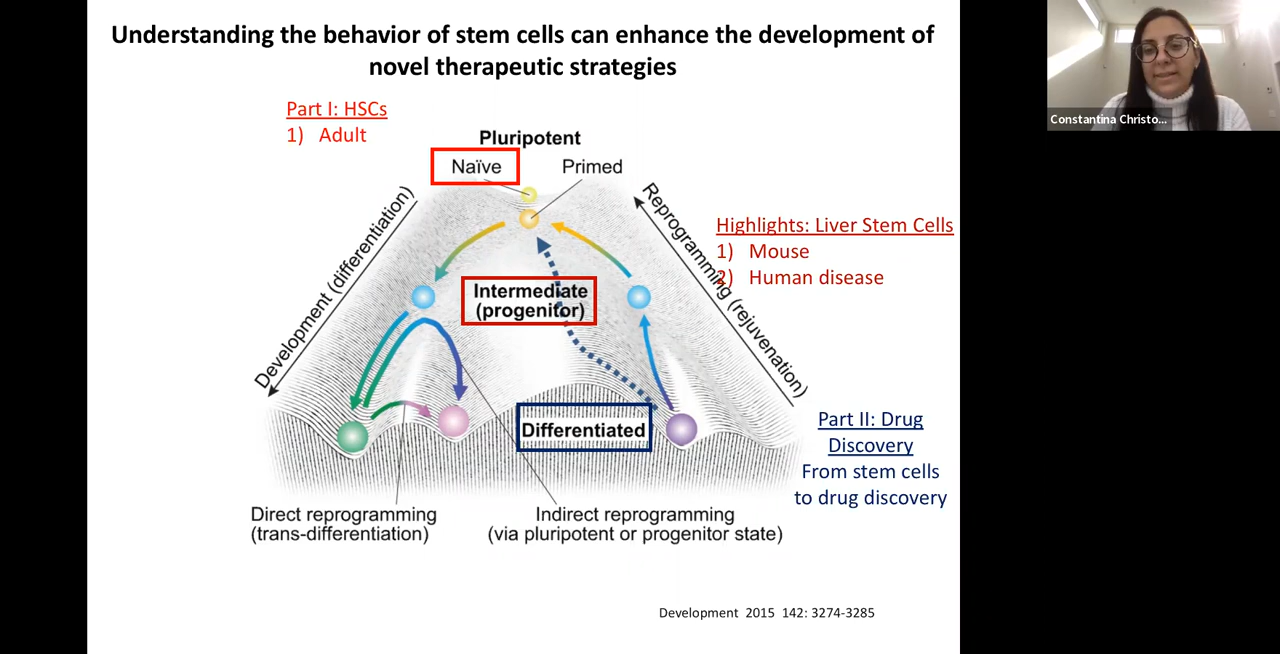 Understanding the behavior of stem cells can enhance the development of
novel therapeutic strategies
Part I: HSCs
1) Adult
Pluripotent
Naïve
Primed
Development (differentiation)
Reprogramming (rejuvenation)
Highlights: Liver Stem Cells
1) Mouse
2) Human disease
Intermediate
(progenitor)
Differentiated
Part II: Drug
Discovery
From stem cells
to drug discovery
Direct reprogramming
(trans-differentiation)
Indirect reprogramming
(via pluripotent or progenitor state)
Development 2015 142: 3274-3285
Constantina Christo...